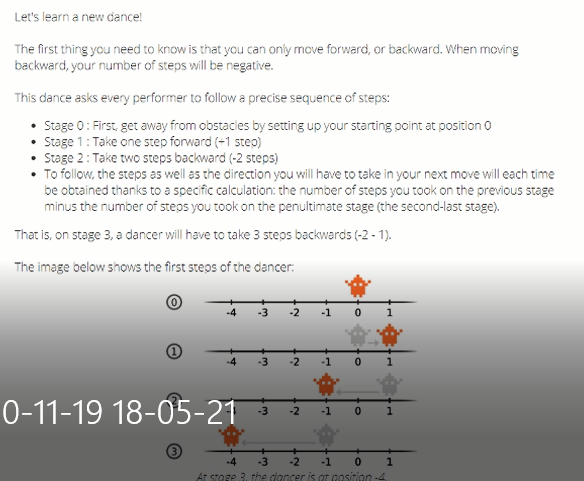 Let's learn a new dance!
The first thing you need to know is that you can only move forward, or backward. When moving
backward, your number of steps will be negative.
This dance asks every performer to follow a precise sequence of steps:
• Stage 0 : First, get away from obstacles by setting up your starting point at position 0
• Stage 1 : Take one step forward (+1 step)
• Stage 2 : Take two steps backward (-2 steps)
• To follow, the steps as well as the direction you will have to take in your next move will each time
be obtained thanks to a specific calculation: the number of steps you took on the previous stage
minus the number of steps you took on the penultimate stage (the second-last stage).
That is, on stage 3, a dancer will have to take 3 steps backwards (-2 - 1).
The image below shows the first steps of the dancer:
0
-4 -3 -2 -1 0 1
1
-4 -3 -2 -1 0 1
2
0-11-19 18-05-21
-3 -2 -1 0 1
3
-4 -3 -2 -1 0 1
At stage 3, the dancer is at position -4.